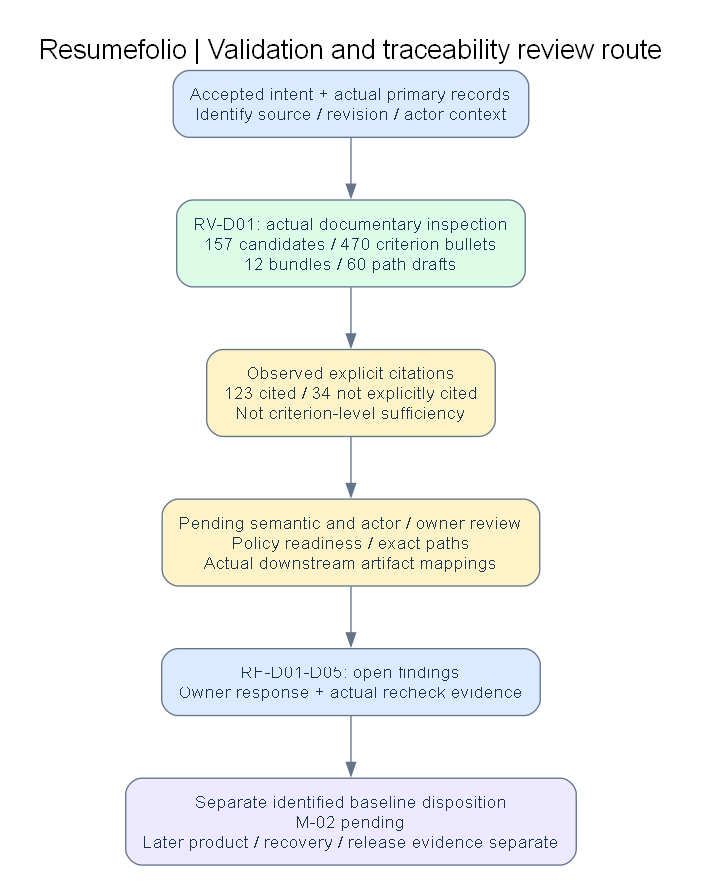 Resumefolio | Validation and traceability review route
Accepted intent + actual primary records
Identify source / revision / actor context
RV-D01: actual documentary inspection
157 candidates / 470 criterion bullets
12 bundles / 60 path drafts
Observed explicit citations
123 cited / 34 not explicitly cited
Not criterion-level sufficiency
Pending semantic and actor / owner review
Policy readiness / exact paths
Actual downstream artifact mappings
RF-D01-D05: open findings
Owner response + actual recheck evidence
Separate identified baseline disposition
M-02 pending
Later product / recovery / release evidence separate